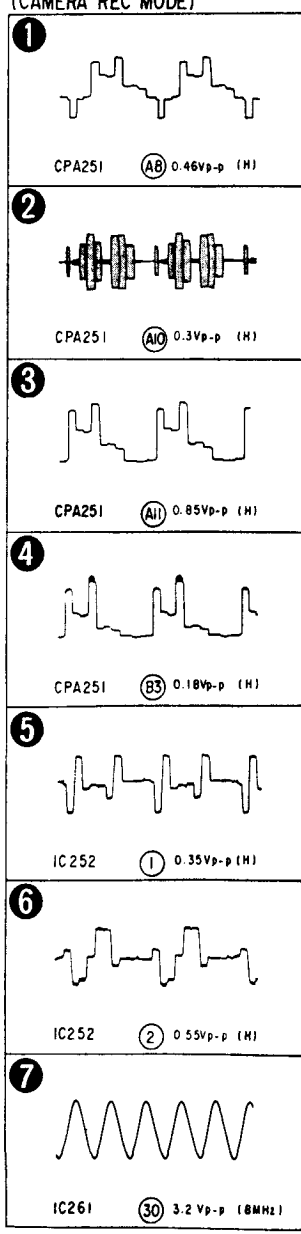 (CAMERA REC MODE)
1
CPA251 A8 0.46Vp-p (H)
2
CPA251 A10 0.3Vp-p (H)
3
CPA251 A11 0.85Vp-p (H)
4
CPA251 B3 0.18Vp-p (H)
5
IC252 1 0.35Vp-p (H)
6
IC252 2 0.55Vp-p (H)
7
IC261 30 3.2 Vp-p (8MHz)